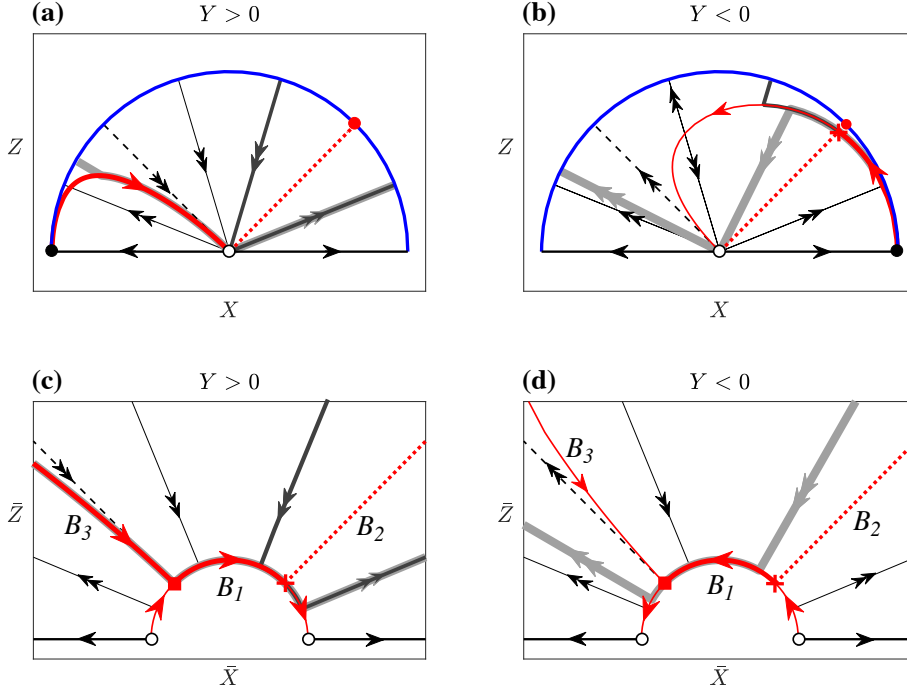 (a) Y > 0
Z
X
(b) Y < 0
Z
X
(c) Y > 0
Z̄
B3
B1
B2
X̄
(d) Y < 0
Z̄
B3
B1
B2
X̄